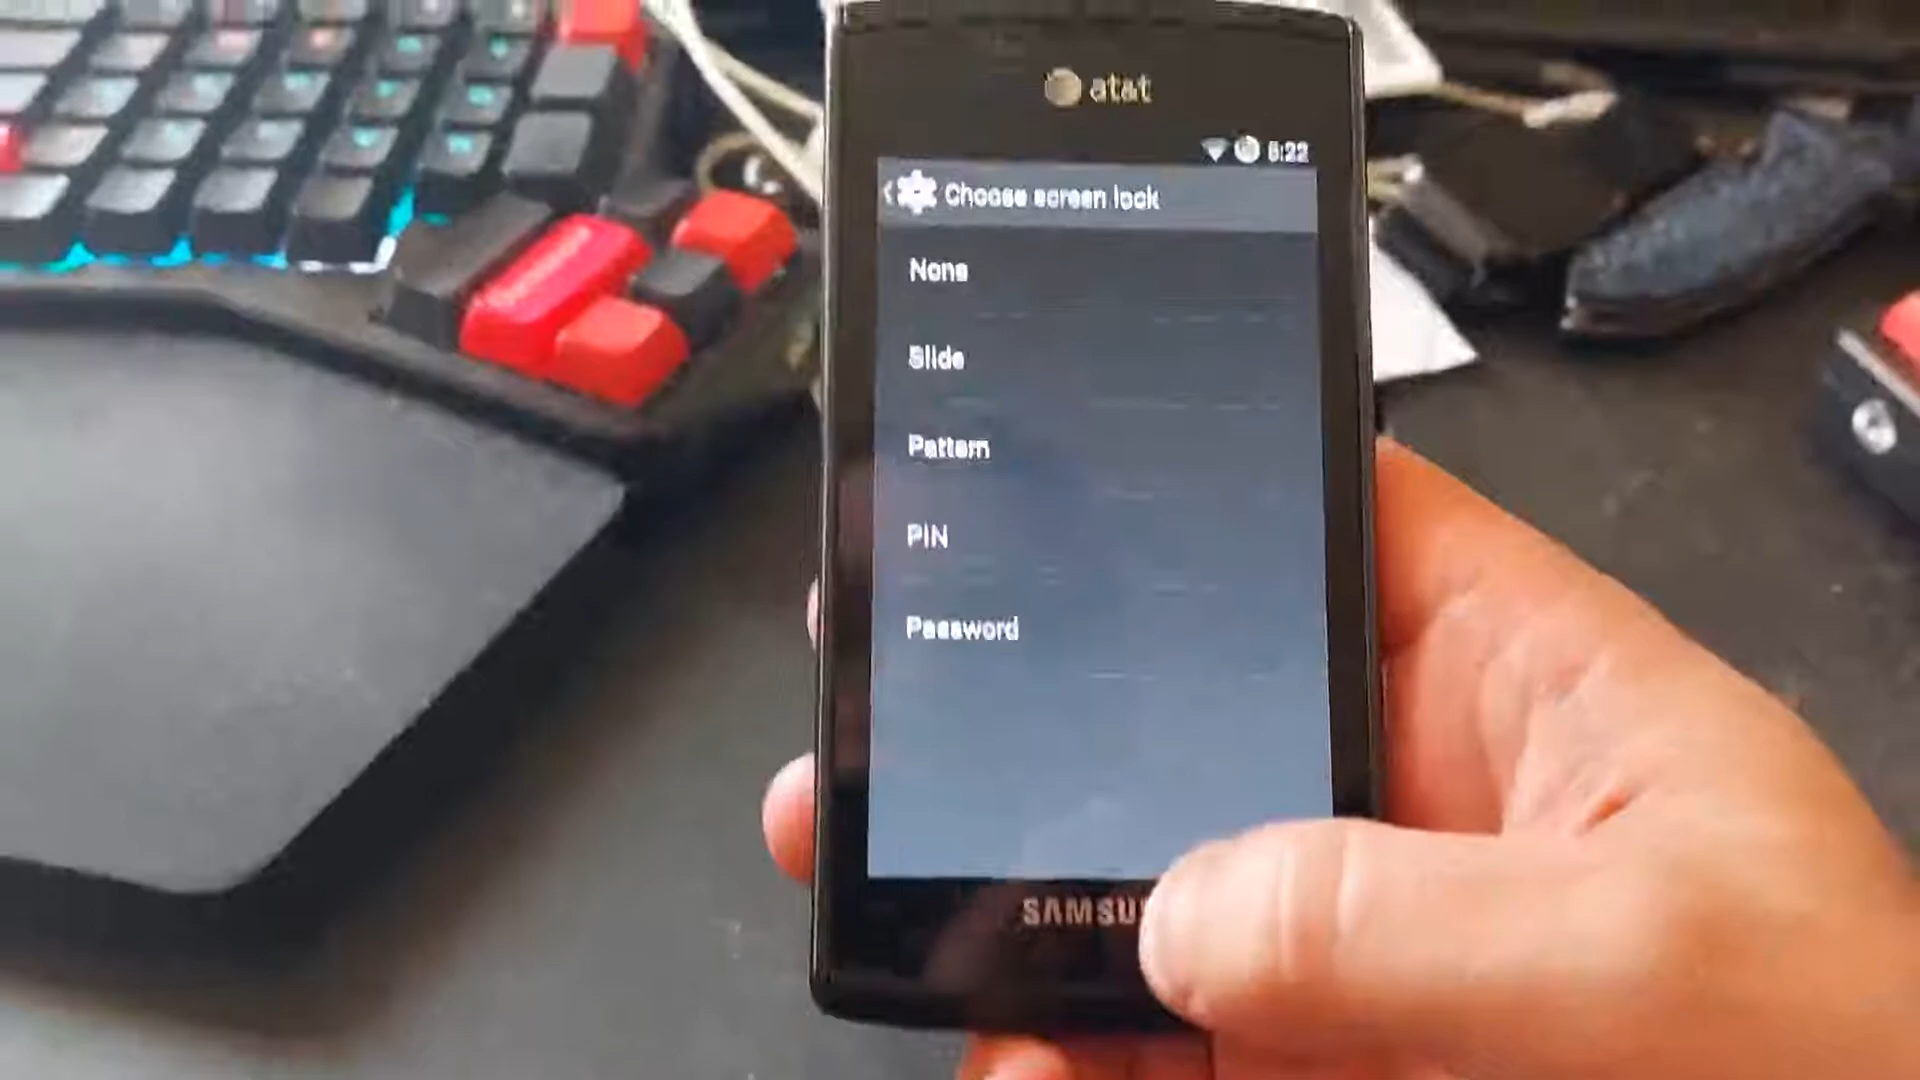 at&t
5:22
Choose screen lock
None
Slide
Pattern
PIN
Password
SAMSU